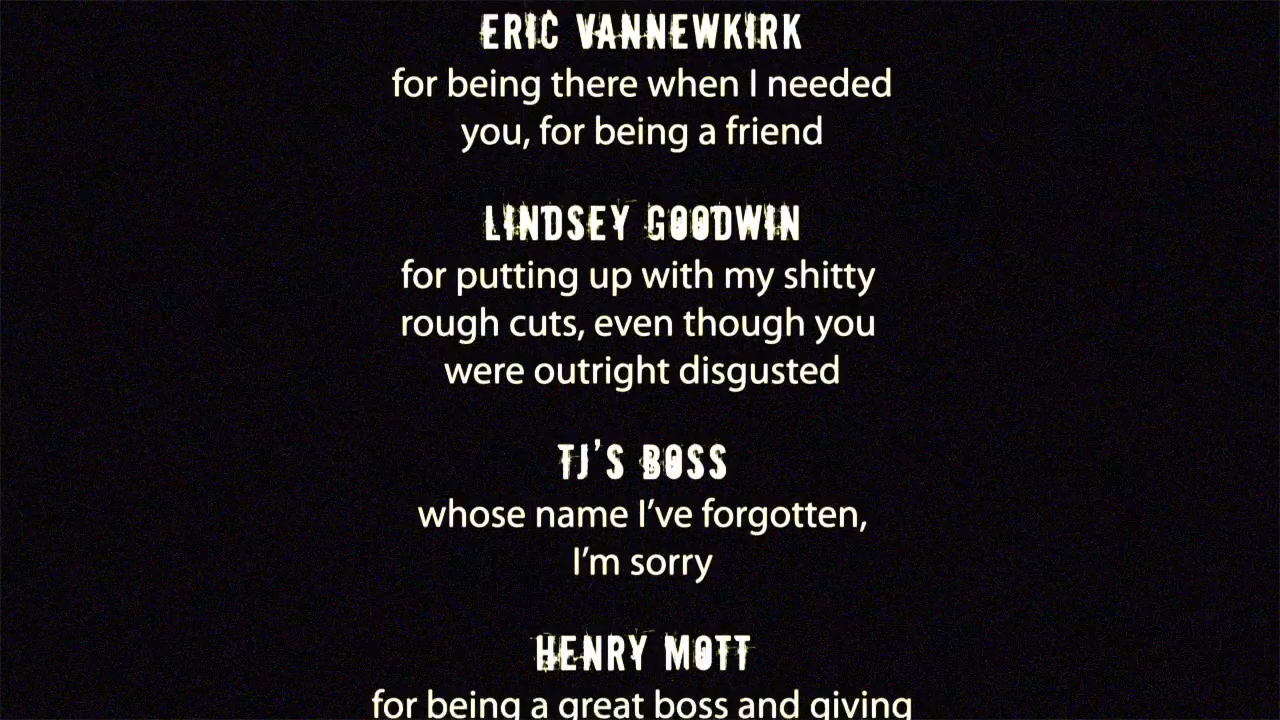 ERIC VANNEWKIRK
for being there when I needed
you, for being a friend
LINDSEY GOODWIN
for putting up with my shitty
rough cuts, even though you
were outright disgusted
TJ'S BOSS
whose name I've forgotten,
I'm sorry
HENRY MOTT
for being a great boss and giving